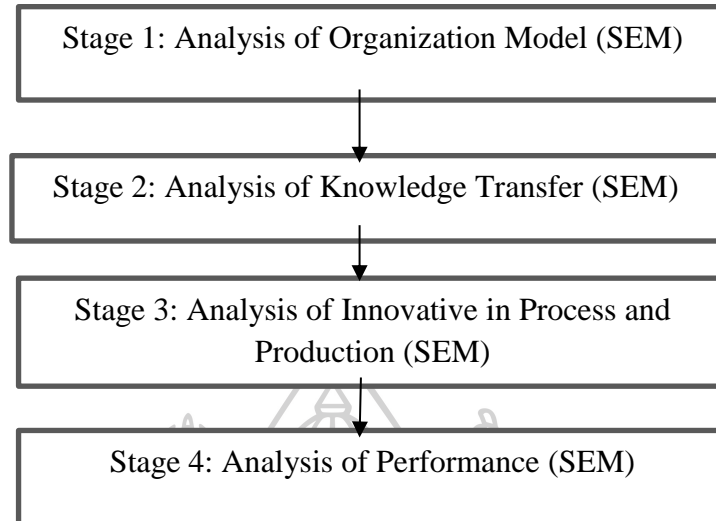 Stage 1: Analysis of Organization Model (SEM)
Stage 2: Analysis of Knowledge Transfer (SEM)
Stage 3: Analysis of Innovative in Process and
Production (SEM)
Stage 4: Analysis of Performance (SEM)